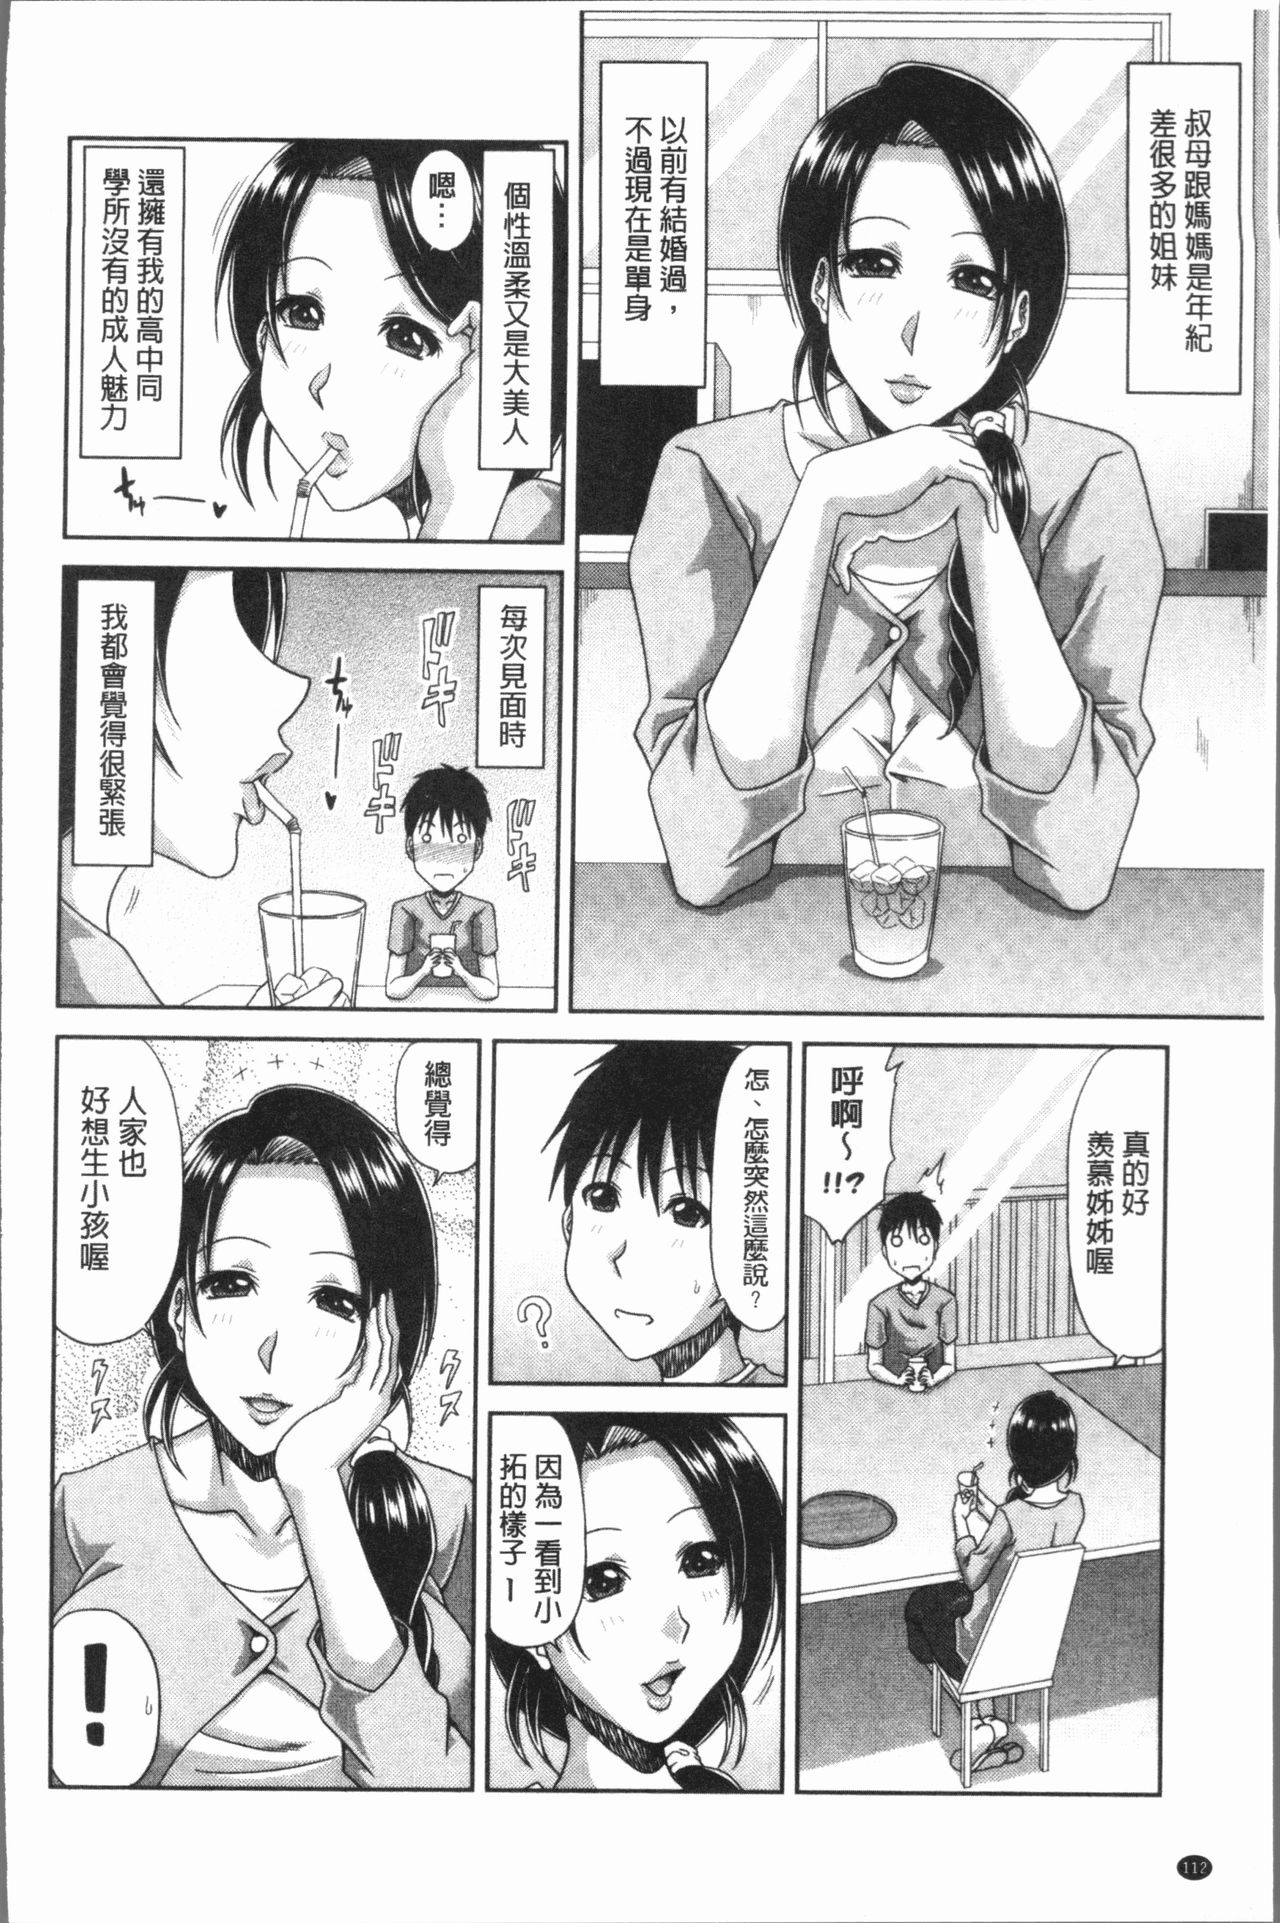 叔母跟媽媽是年紀
差很多的姐妹
以前有結婚過，
不過現在是單身
個性溫柔又是大美人
嗯…
還擁有我的高中同
學所沒有的成人魅力
ちゅ——♥
每次見面時
ドキ
ドキ
ドキ
ちゅ——♥
我都會覺得很緊張
真的好
羨慕姊姊喔
呼啊～
!!?
怎、怎麼突然這麼說？
?
因為一看到小
拓的樣子ー
總覺得
人家也
好想生小孩喔
クス
クス
!
112